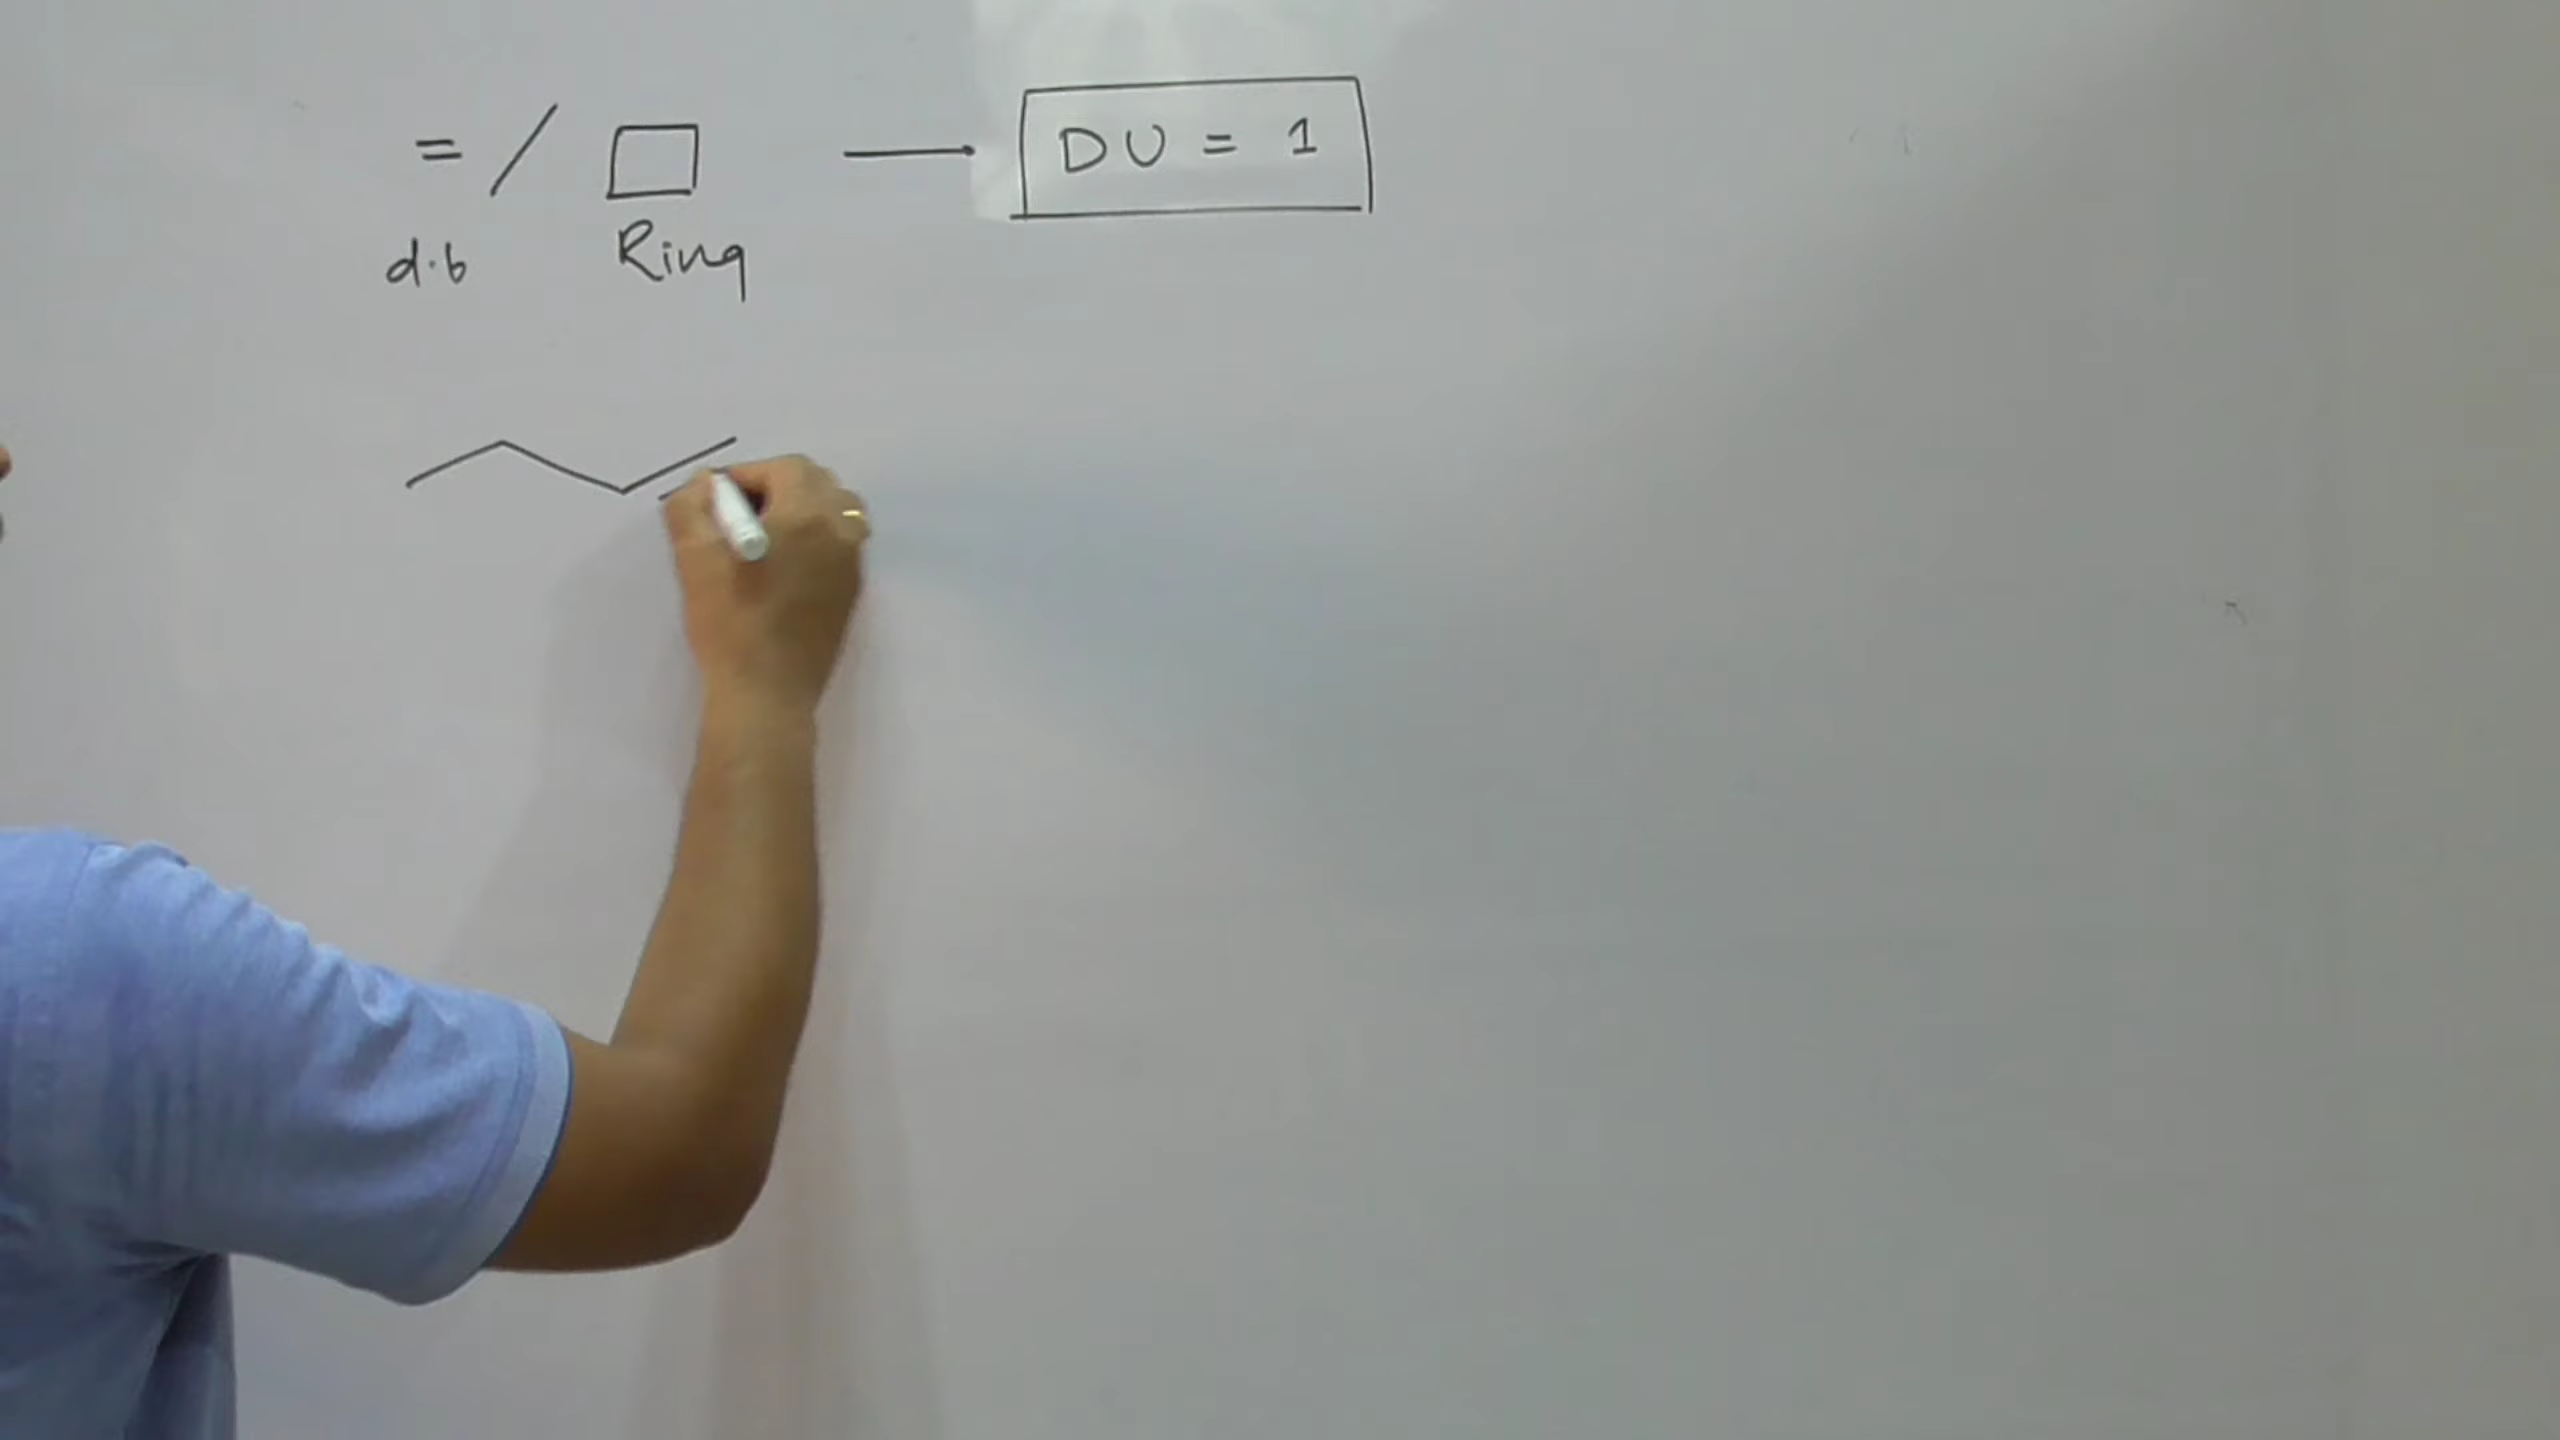 = / DU = 1
d.b Ring